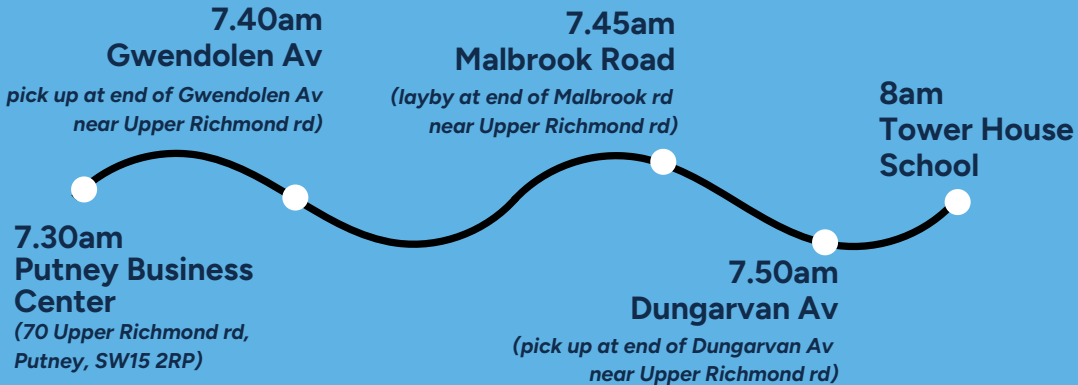 7.30am
Putney Business
Center
(70 Upper Richmond rd,
Putney, SW15 2RP)
7.40am
Gwendolen Av
pick up at end of Gwendolen Av
near Upper Richmond rd)
7.45am
Malbrook Road
(layby at end of Malbrook rd
near Upper Richmond rd)
7.50am
Dungarvan Av
(pick up at end of Dungarvan Av
near Upper Richmond rd)
8am
Tower House
School